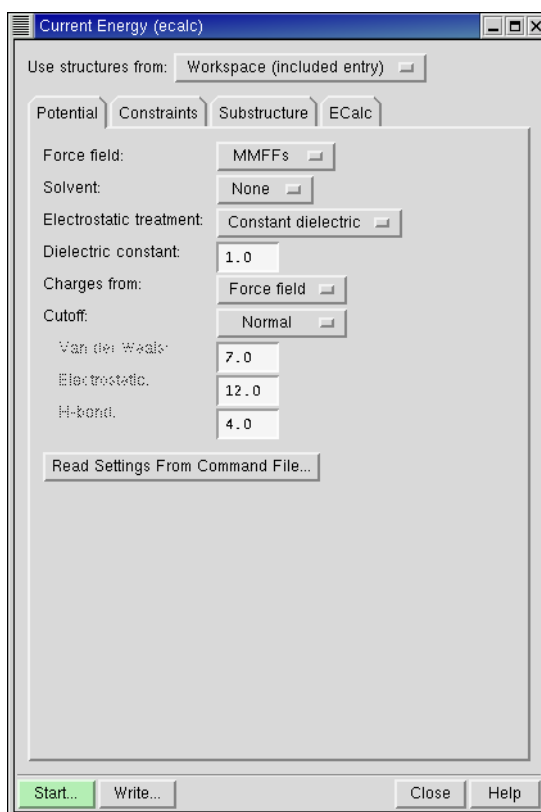 Current Energy (ecalc)
Use structures from: Workspace (included entry)
Potential Constraints Substructure ECalc
Force field: MMFFs
Solvent: None
Electrostatic treatment: Constant dielectric
Dielectric constant: 1.0
Charges from: Force field
Cutoff: Normal
Van der Waals: 7.0
Electrostatic: 12.0
H-bond: 4.0
Read Settings From Command File...
Start... Write... Close Help